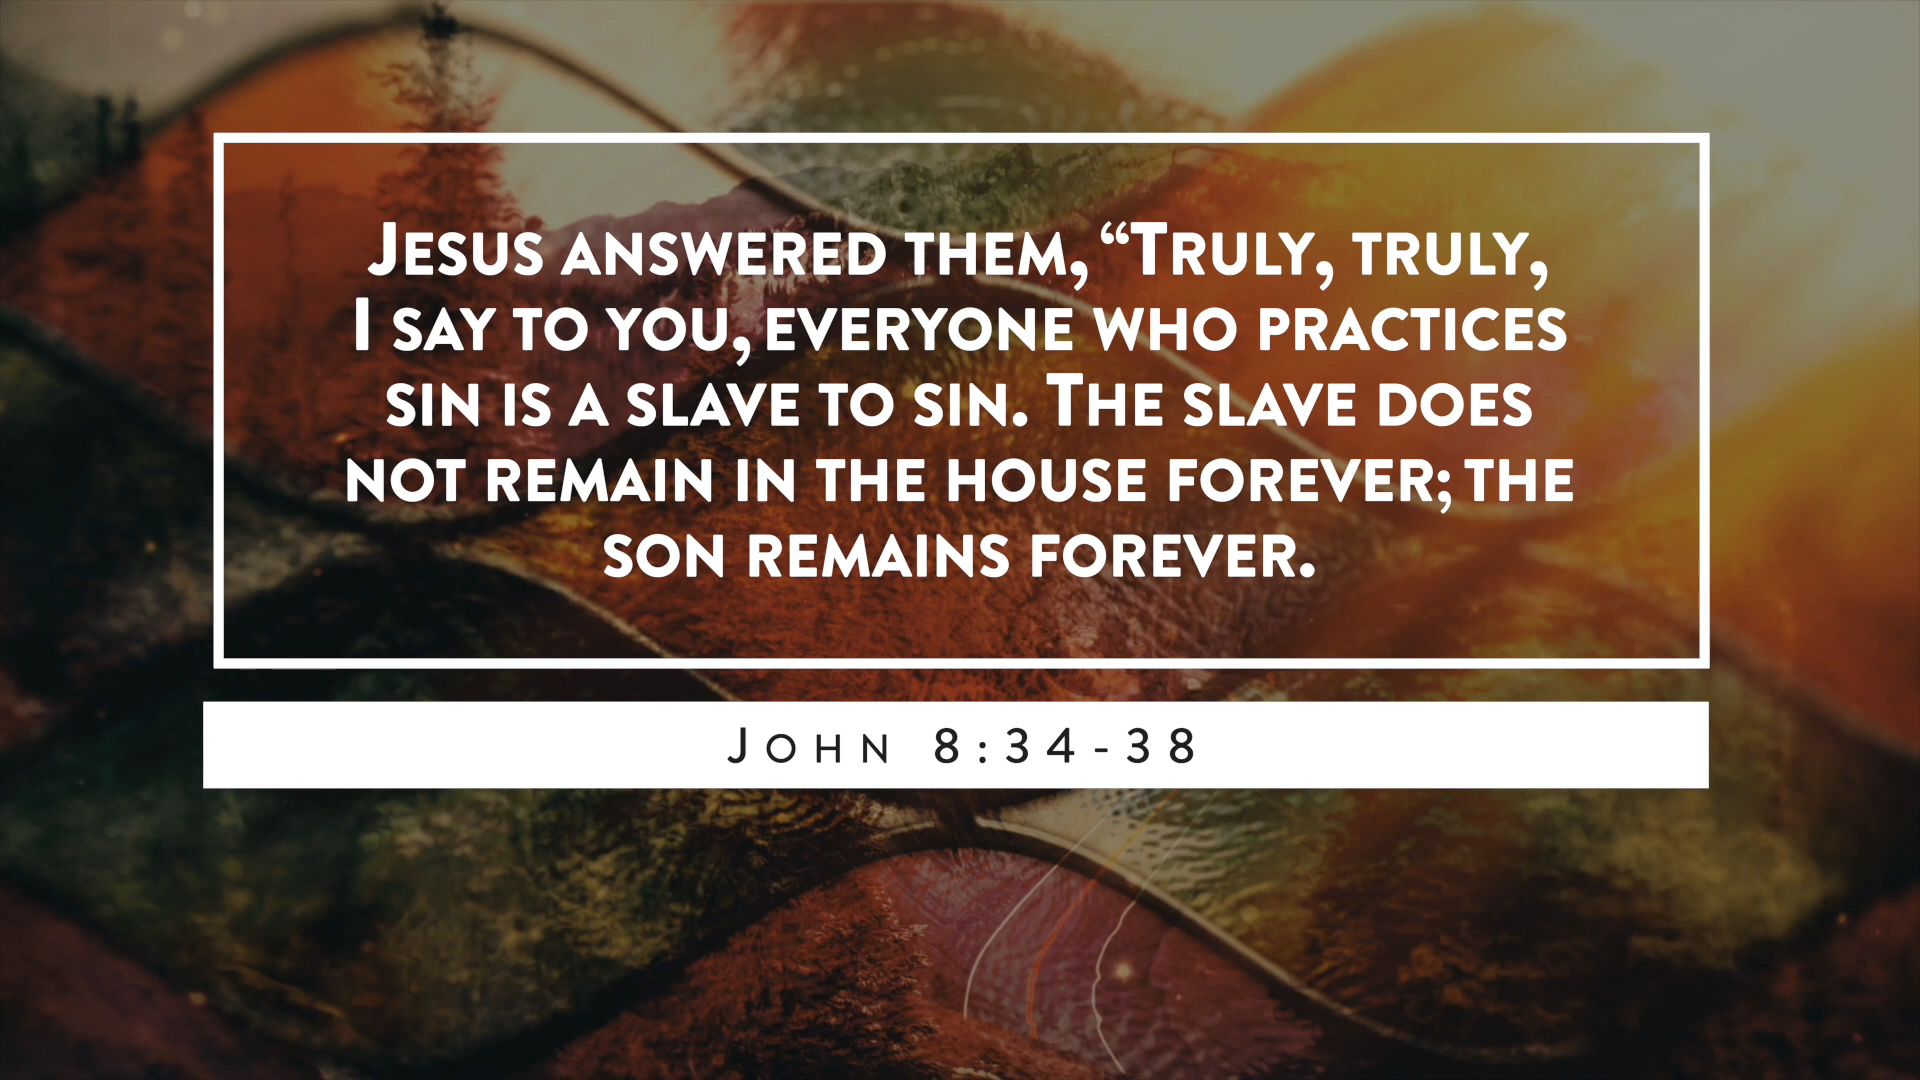 Jesus answered them, “Truly, truly,
I say to you, everyone who practices
sin is a slave to sin. The slave does
not remain in the house forever; the
son remains forever.
John 8:34-38